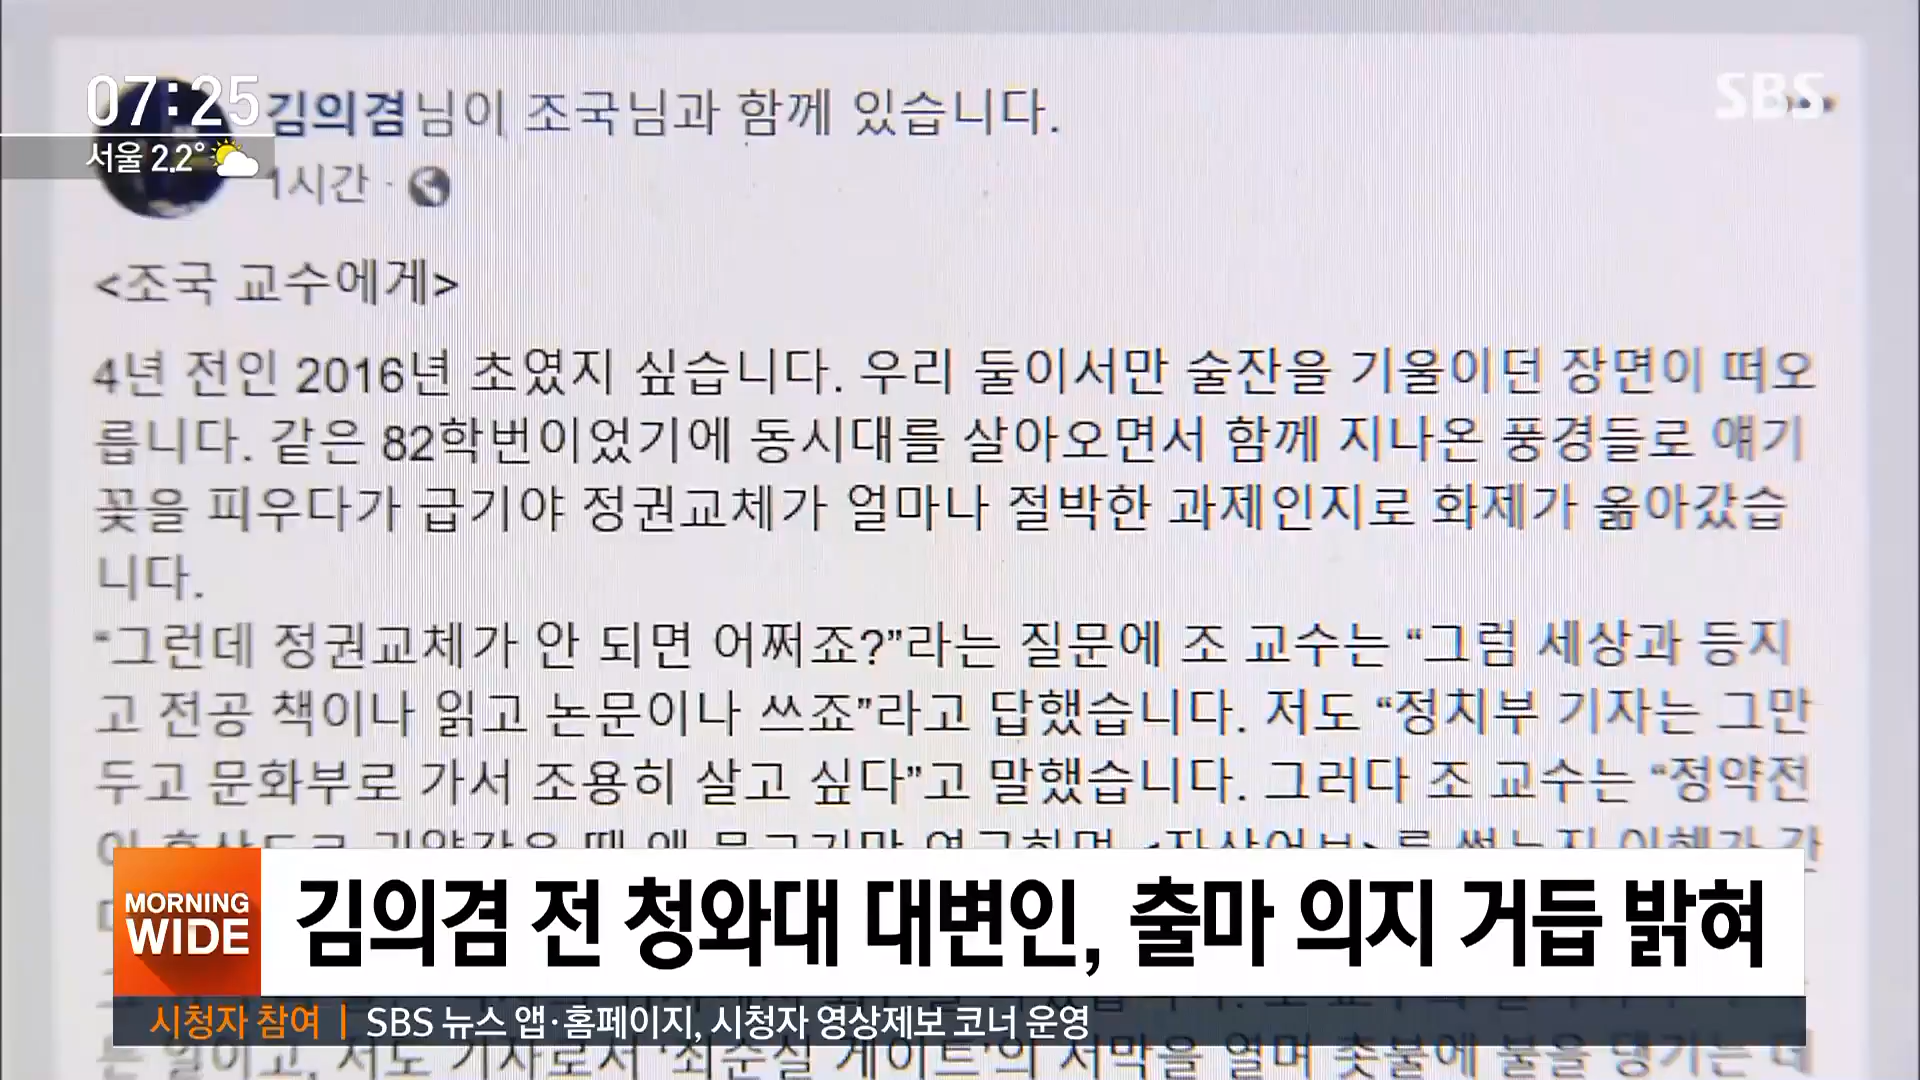 07:25
서울 2.2°
SBS
김의겸님이 조국님과 함께 있습니다.
1시간 ·
<조국 교수에게>
4년 전인 2016년 초였지 싶습니다. 우리 둘이서만 술잔을 기울이던 장면이 떠오
릅니다. 같은 82학번이었기에 동시대를 살아오면서 함께 지나온 풍경들로 얘기
꽃을 피우다가 급기야 정권교체가 얼마나 절박한 과제인지로 화제가 옮아갔습
니다.
“그런데 정권교체가 안 되면 어쩌죠?”라는 질문에 조 교수는 “그럼 세상과 등지
고 전공 책이나 읽고 논문이나 쓰죠”라고 답했습니다. 저도 “정치부 기자는 그만
두고 문화부로 가서 조용히 살고 싶다”고 말했습니다. 그러다 조 교수는 “정약전
MORNING
WIDE
김의겸 전 청와대 대변인, 출마 의지 거듭 밝혀
시청자 참여 | SBS 뉴스 앱·홈페이지, 시청자 영상제보 코너 운영